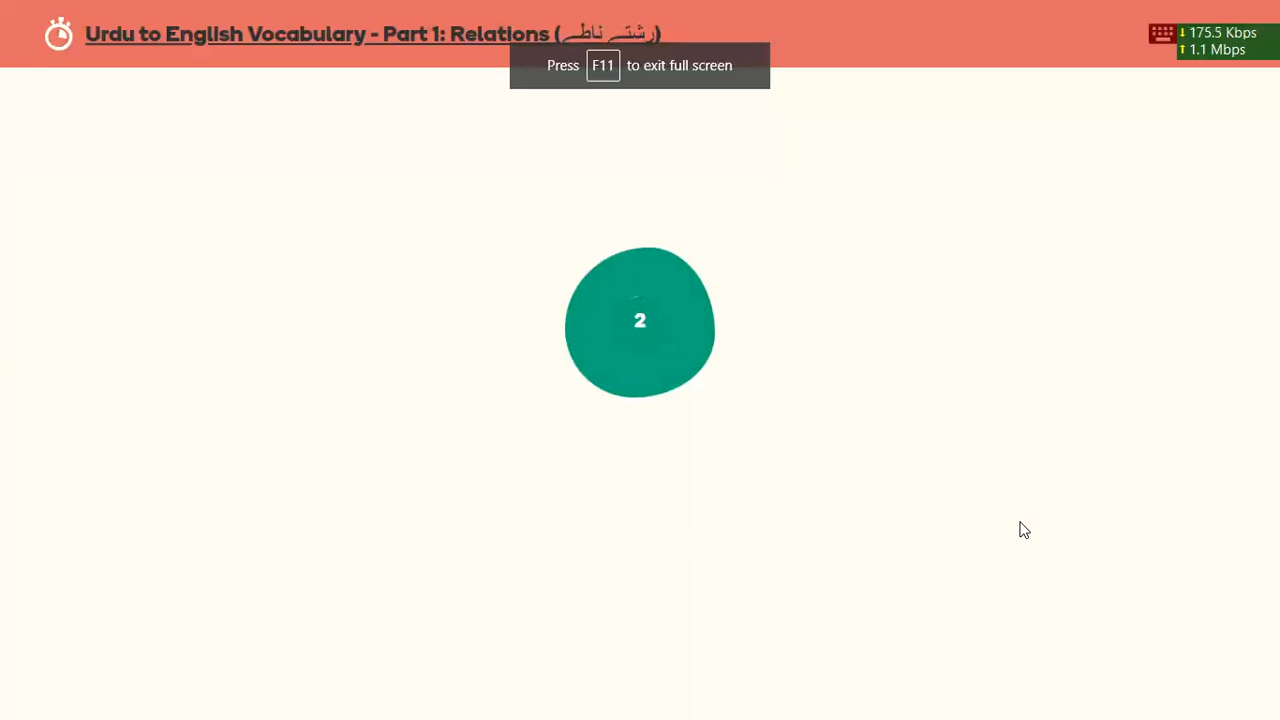 Urdu to English Vocabulary - Part 1: Relations (رشتے ناطے)
175.5 Kbps
1.1 Mbps
Press F11 to exit full screen
2